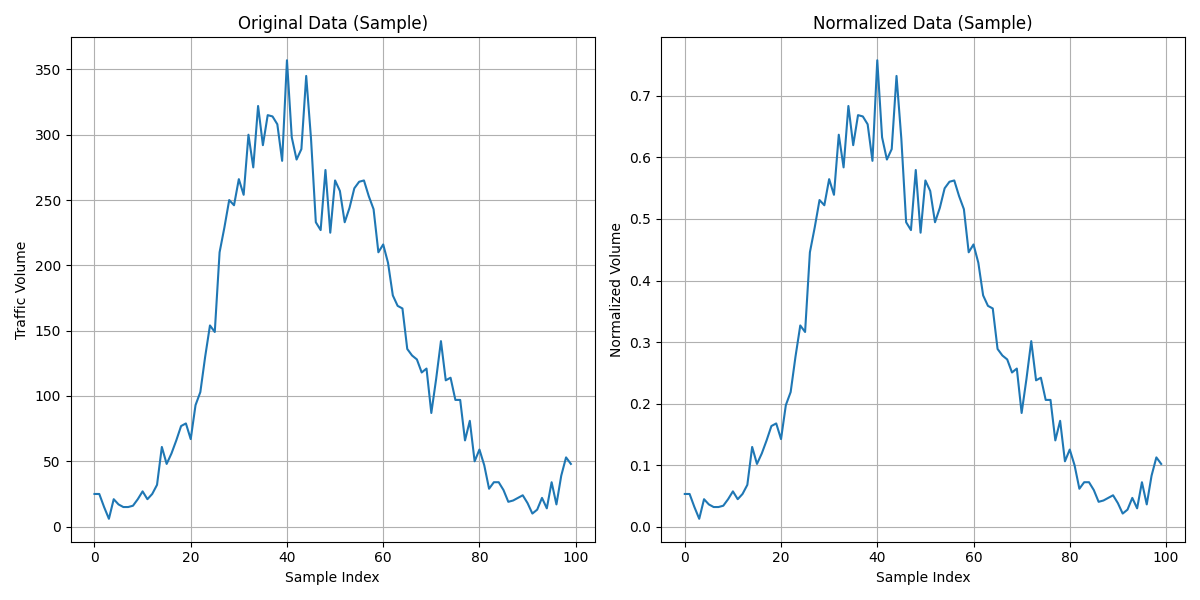 Original Data (Sample)
Traffic Volume
350
300
250
200
150
100
50
0
0 20 40 60 80 100
Sample Index
Normalized Data (Sample)
Normalized Volume
0.7
0.6
0.5
0.4
0.3
0.2
0.1
0.0
0 20 40 60 80 100
Sample Index